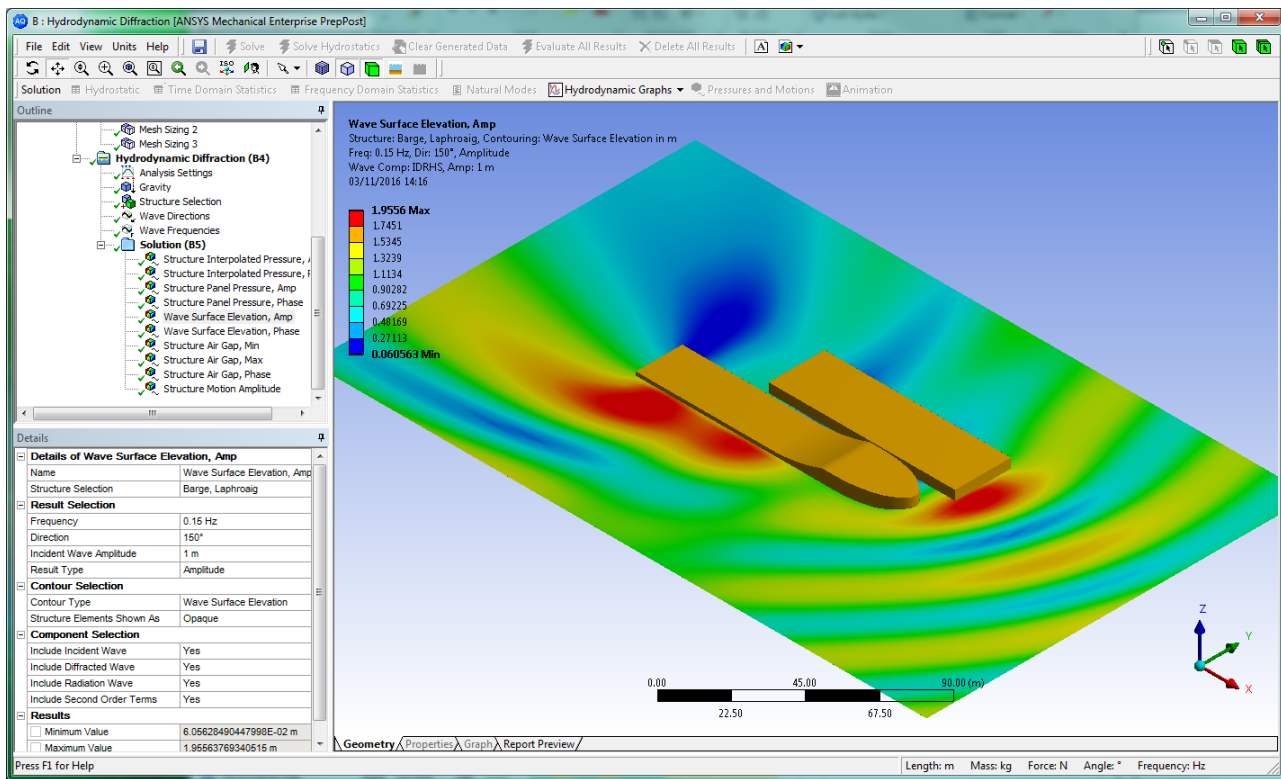 B : Hydrodynamic Diffraction [ANSYS Mechanical Enterprise PrepPost]
File Edit View Units Help Solve Solve Hydrostatics Clear Generated Data Evaluate All Results Delete All Results A
ISO
Solution Hydrostatic Time Domain Statistics Frequency Domain Statistics Natural Modes Hydrodynamic Graphs Pressures and Motions Animation
Outline
Mesh Sizing 2
Mesh Sizing 3
Hydrodynamic Diffraction (B4)
Analysis Settings
Gravity
Structure Selection
Wave Directions
Wave Frequencies
Solution (B5)
Structure Interpolated Pressure,
Structure Interpolated Pressure,
Structure Panel Pressure, Amp
Structure Panel Pressure, Phase
Wave Surface Elevation, Amp
Wave Surface Elevation, Phase
Structure Air Gap, Min
Structure Air Gap, Max
Structure Air Gap, Phase
Structure Motion Amplitude
Details
Details of Wave Surface Elevation, Amp
Name Wave Surface Elevation, Amp
Structure Selection Barge, Laphroaig
Result Selection
Frequency 0.15 Hz
Direction 150°
Incident Wave Amplitude 1 m
Result Type Amplitude
Contour Selection
Contour Type Wave Surface Elevation
Structure Elements Shown As Opaque
Component Selection
Include Incident Wave Yes
Include Diffracted Wave Yes
Include Radiation Wave Yes
Include Second Order Terms Yes
Results
Minimum Value 6.05628490447998E-02 m
Maximum Value 1.95563769340515 m
Wave Surface Elevation, Amp
Structure: Barge, Laphroaig, Contouring: Wave Surface Elevation in m
Freq: 0.15 Hz, Dir: 150°, Amplitude
Wave Comp: IDRHS, Amp: 1 m
03/11/2016 14:16
1.9556 Max
1.7451
1.5345
1.3239
1.1134
0.90282
0.69225
0.48169
0.27113
0.060563 Min
0.00 45.00 90.00 (m)
22.50 67.50
Z
Y
X
Geometry Properties Graph Report Preview
Press F1 for Help Length: m Mass: kg Force: N Angle: ° Frequency: Hz